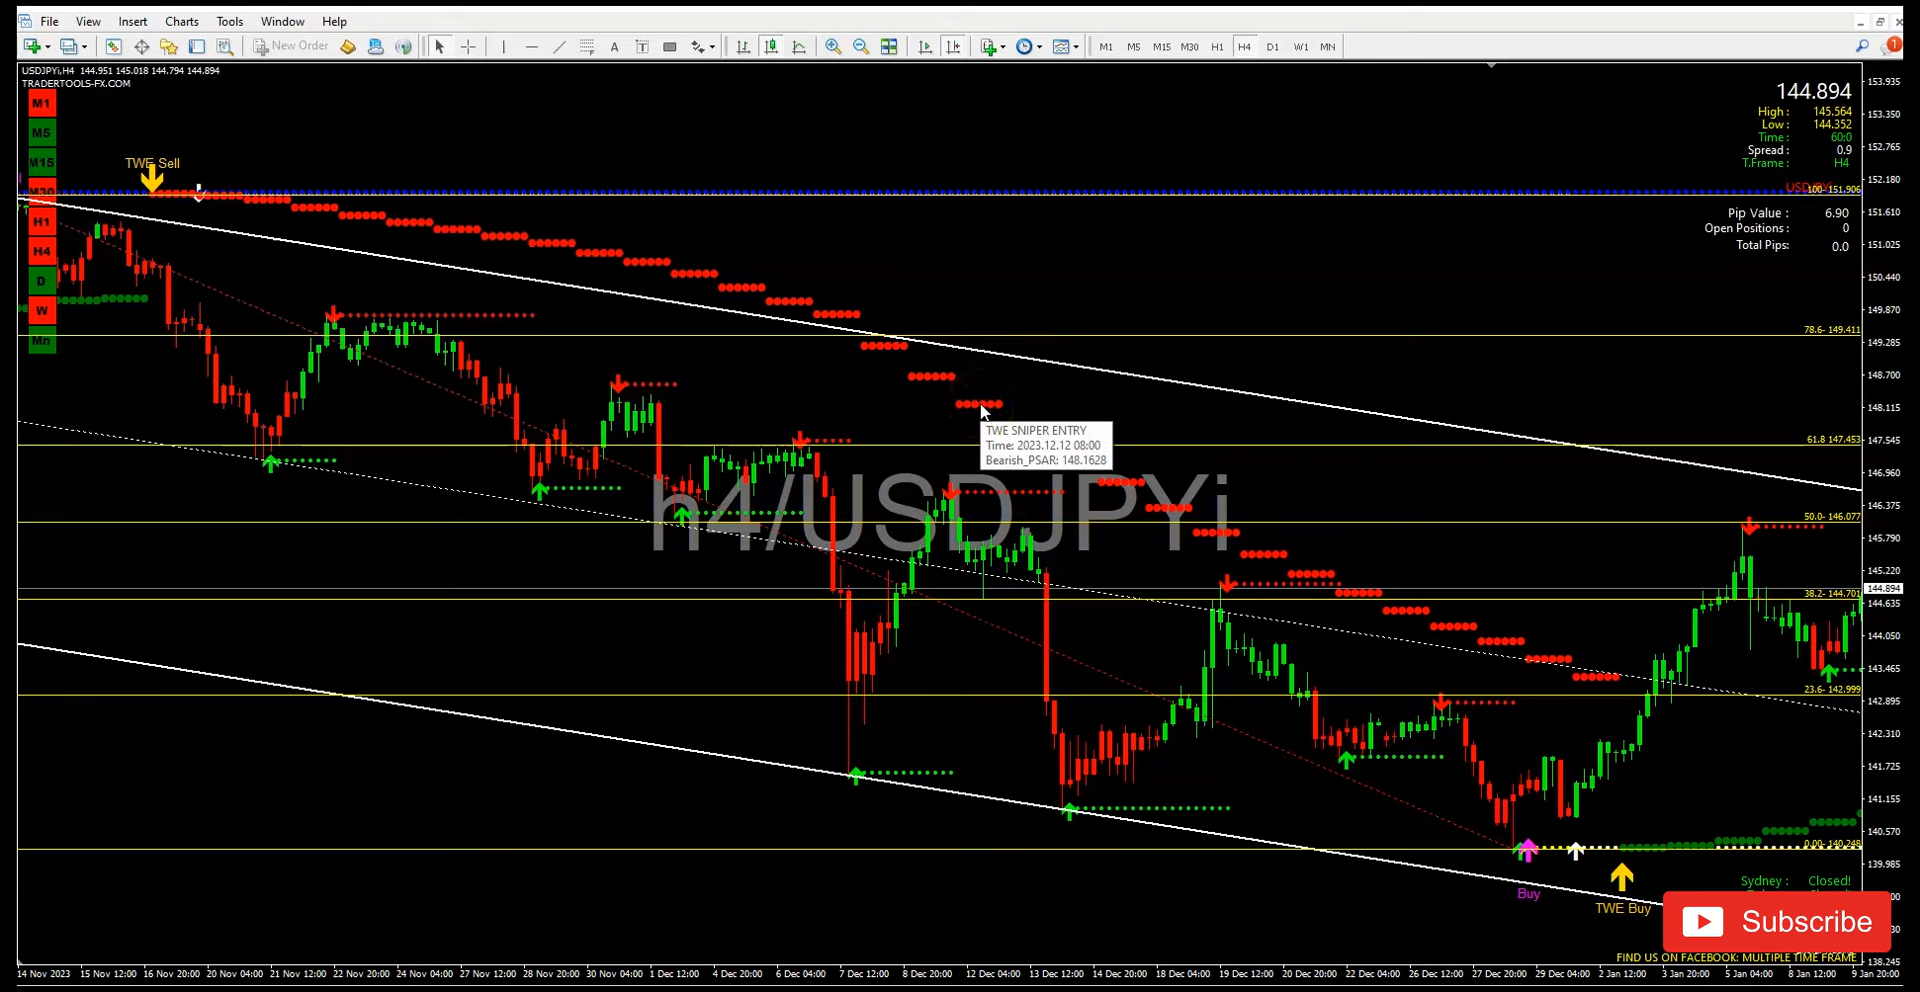 File View Insert Charts Tools Window Help
New Order A T M1 M5 M15 M30 H1 H4 D1 W1 MN 1
USDJPYi,H4 144.951 145.018 144.794 144.894
TRADERTOOLS-FX.COM
M1
M5
M15
M30
H1
H4
D
W
Mn
TWE Sell
144.894
High : 145.564
Low : 144.352
Time : 60:0
Spread : 0.9
T.Frame : H4
100- 151.906
Pip Value : 6.90
Open Positions : 0
Total Pips: 0.0
78.6- 149.411
61.8 147.453
50.0- 146.077
38.2- 144.701
23.6- 142.999
0.00- 140.248
TWE SNIPER ENTRY
Time: 2023.12.12 08:00
Bearish_PSAR: 148.1628
h4/USDJPYi
Buy
TWE Buy
Sydney : Closed!
Subscribe
FIND US ON FACEBOOK: MULTIPLE TIME FRAME
153.935
153.350
152.765
152.180
151.610
151.025
150.440
149.870
149.285
148.700
148.115
147.545
146.960
146.375
145.790
145.220
144.894
144.635
144.050
143.465
142.895
142.310
141.725
141.155
140.570
139.985
138.245
14 Nov 2023 15 Nov 12:00 16 Nov 20:00 20 Nov 04:00 21 Nov 12:00 22 Nov 20:00 24 Nov 04:00 27 Nov 12:00 28 Nov 20:00 30 Nov 04:00 1 Dec 12:00 4 Dec 20:00 6 Dec 04:00 7 Dec 12:00 8 Dec 20:00 12 Dec 04:00 13 Dec 12:00 14 Dec 20:00 18 Dec 04:00 19 Dec 12:00 20 Dec 20:00 22 Dec 04:00 26 Dec 12:00 27 Dec 20:00 29 Dec 04:00 2 Jan 12:00 3 Jan 20:00 5 Jan 04:00 8 Jan 12:00 9 Jan 20:00